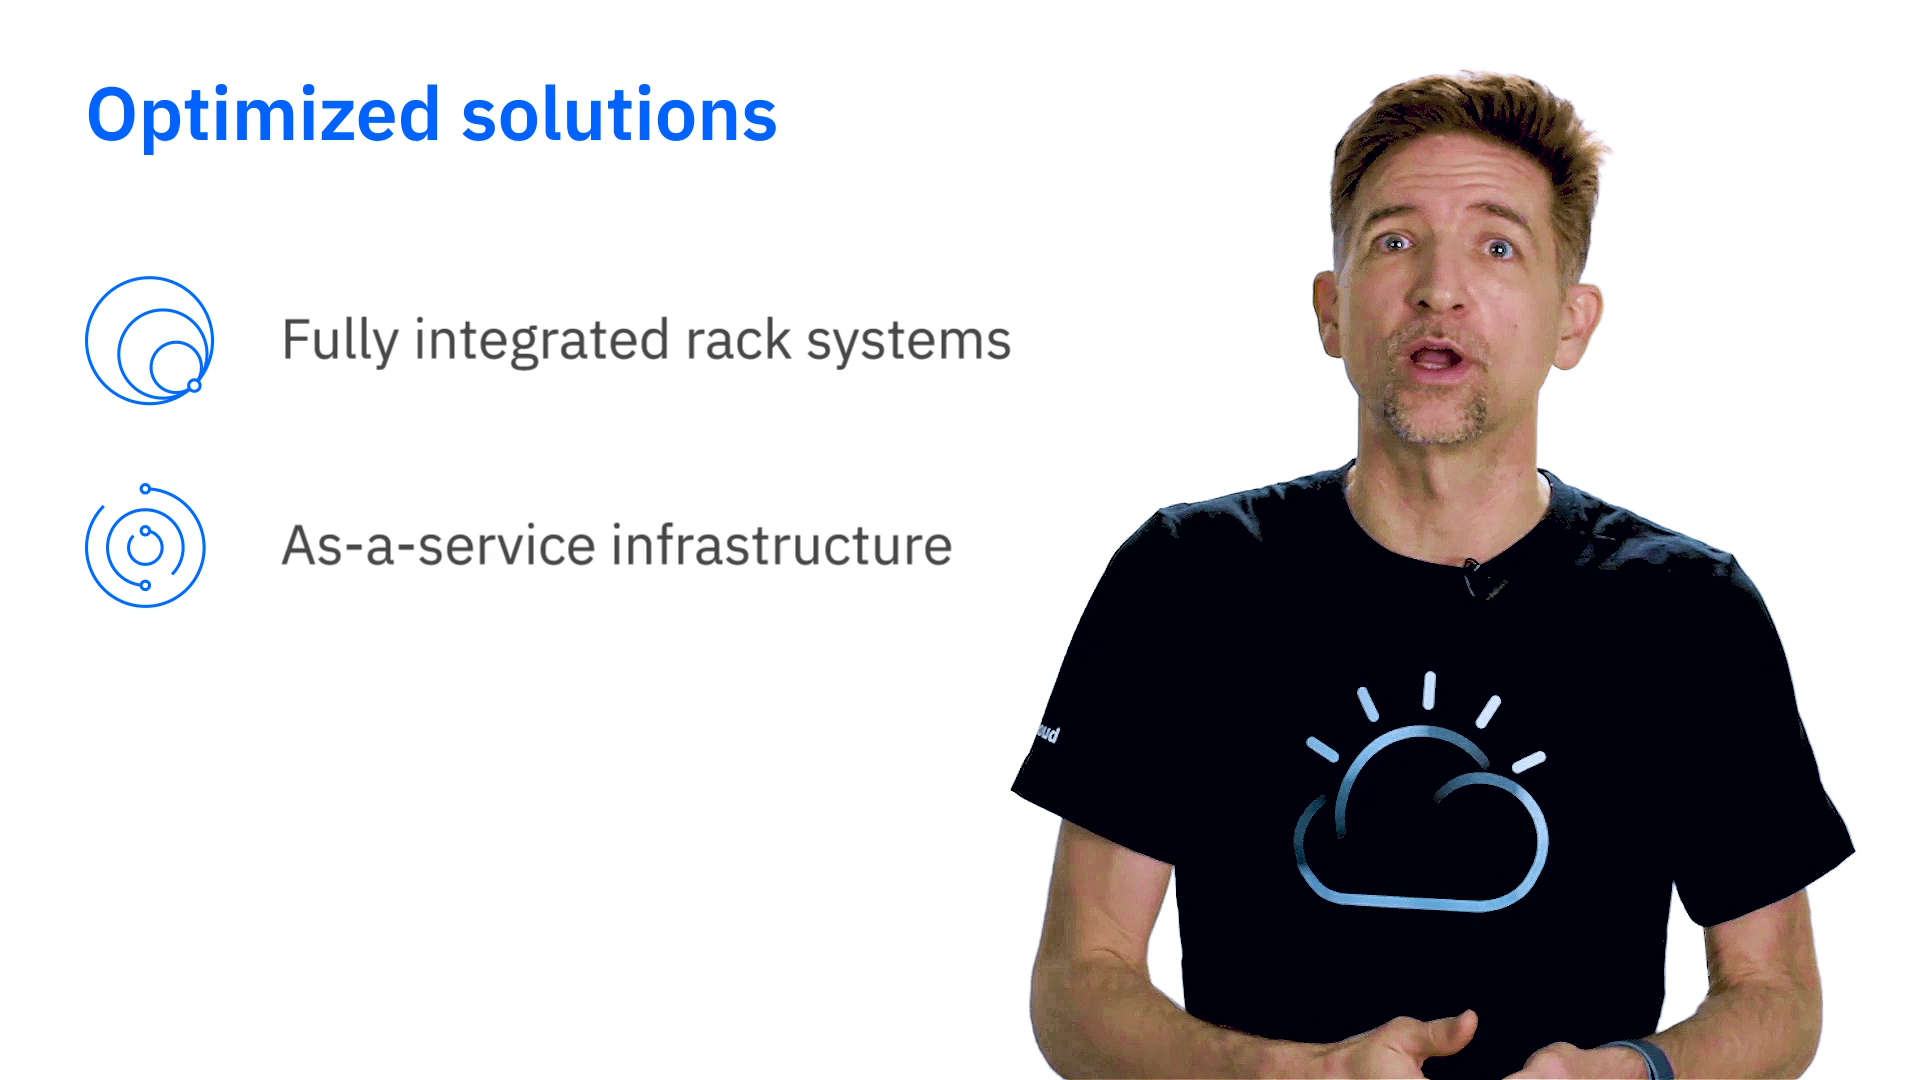 Optimized solutions
Fully integrated rack systems
As-a-service infrastructure